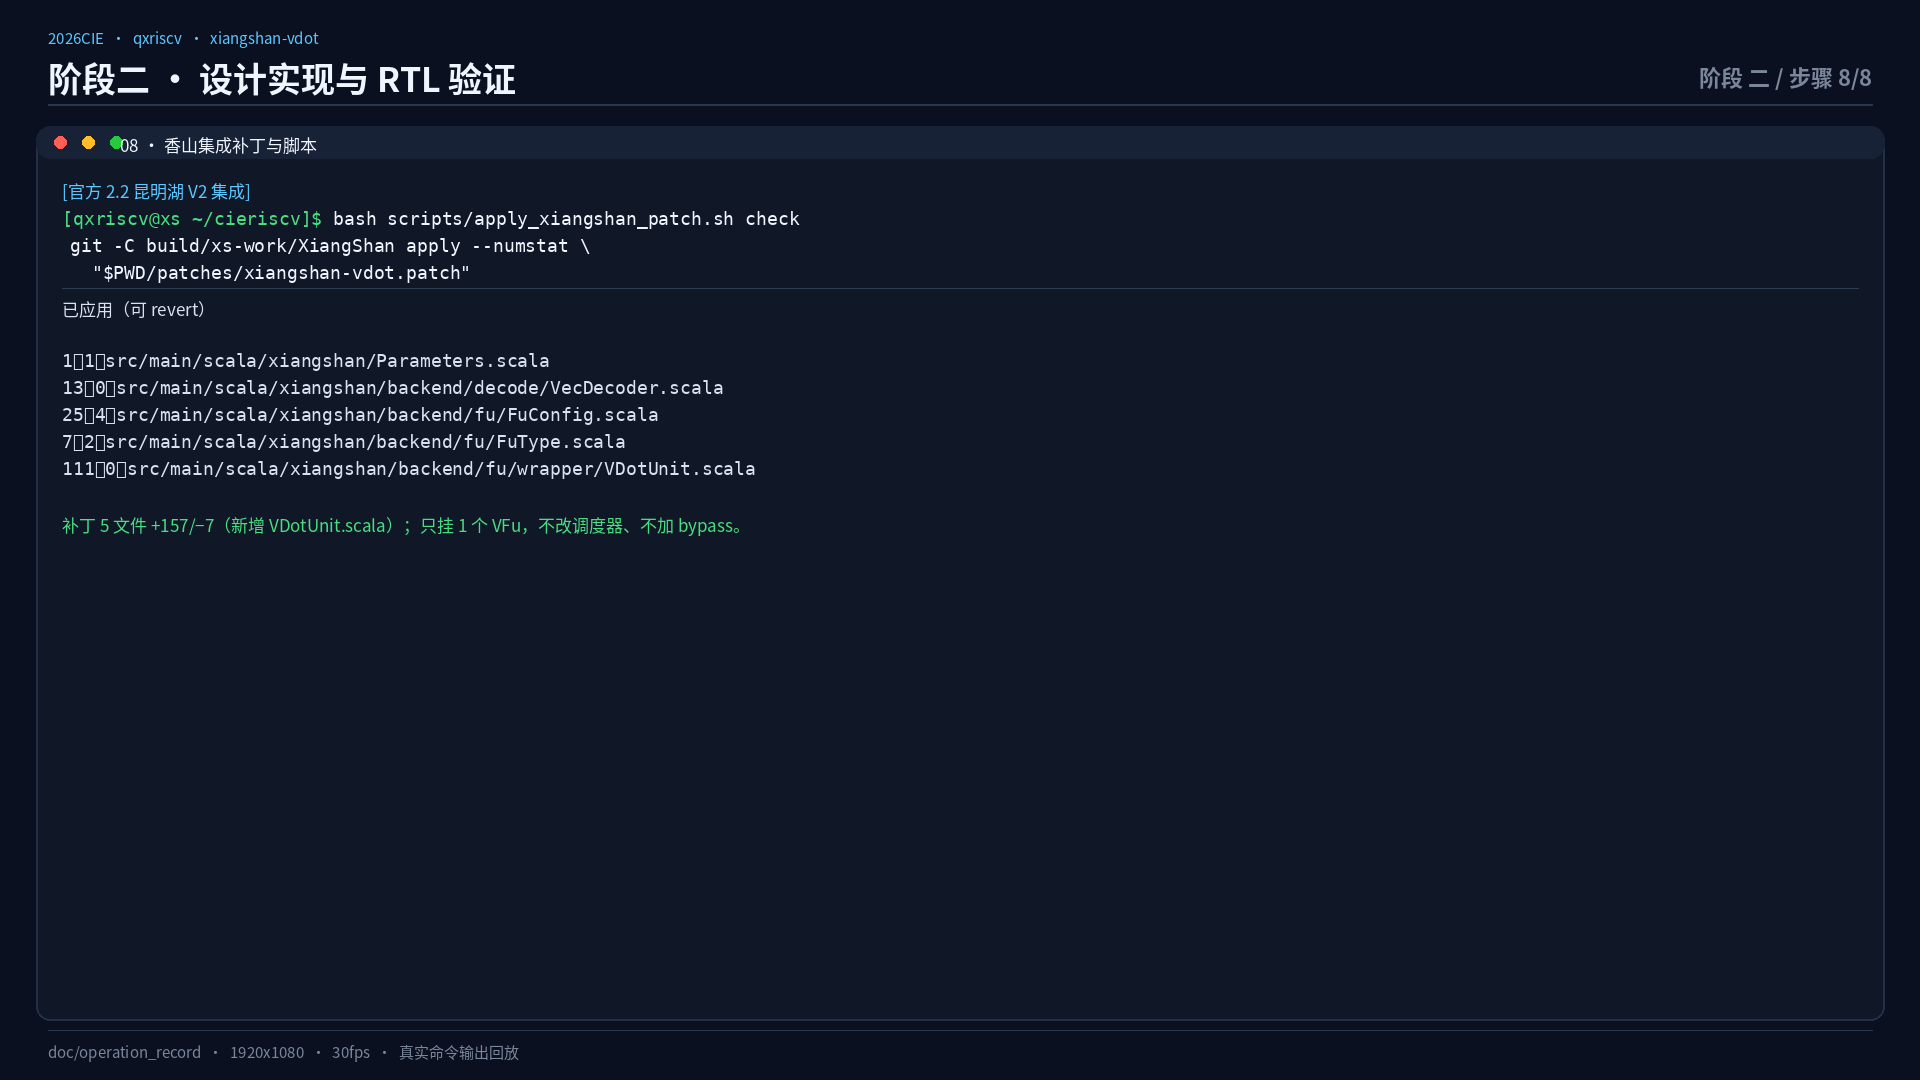 2026CIE · qxriscv · xiangshan-vdot
阶段二 · 设计实现与 RTL 验证
阶段 二 / 步骤 8/8
08 · 香山集成补丁与脚本
[官方 2.2 昆明湖 V2 集成]
[qxriscv@xs ~/cieriscv]$ bash scripts/apply_xiangshan_patch.sh check
git -C build/xs-work/XiangShan apply --numstat \
"$PWD/patches/xiangshan-vdot.patch"
已应用（可 revert）
1□1□src/main/scala/xiangshan/Parameters.scala
13□0□src/main/scala/xiangshan/backend/decode/VecDecoder.scala
25□4□src/main/scala/xiangshan/backend/fu/FuConfig.scala
7□2□src/main/scala/xiangshan/backend/fu/FuType.scala
111□0□src/main/scala/xiangshan/backend/fu/wrapper/VDotUnit.scala
补丁 5 文件 +157/−7（新增 VDotUnit.scala）；只挂 1 个 VFu，不改调度器、不加 bypass。
doc/operation_record · 1920x1080 · 30fps · 真实命令输出回放